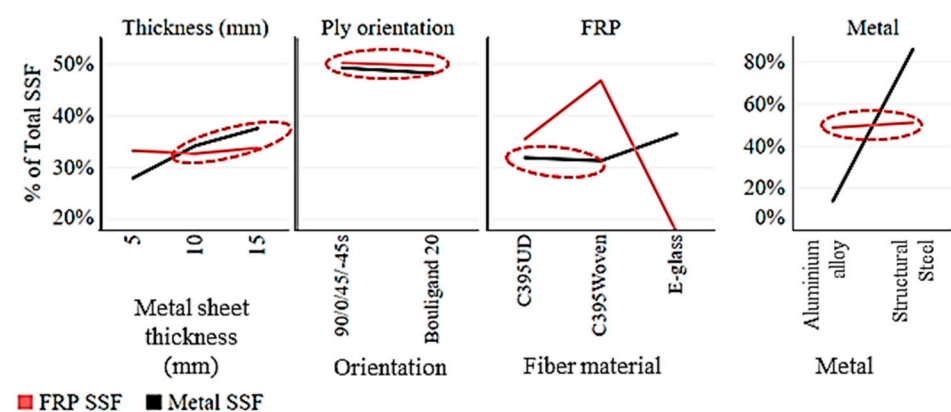 Thickness (mm)
Ply orientation
FRP
Metal
% of Total SSF
50%
40%
30%
20%
80%
60%
40%
20%
0%
5
10
15
90/0/45/-45s
Bouligand 20
C395UD
C395Woven
E-glass
Aluminium
alloy
Structural
Steel
Metal sheet
thickness
(mm)
Orientation
Fiber material
Metal
FRP SSF
Metal SSF